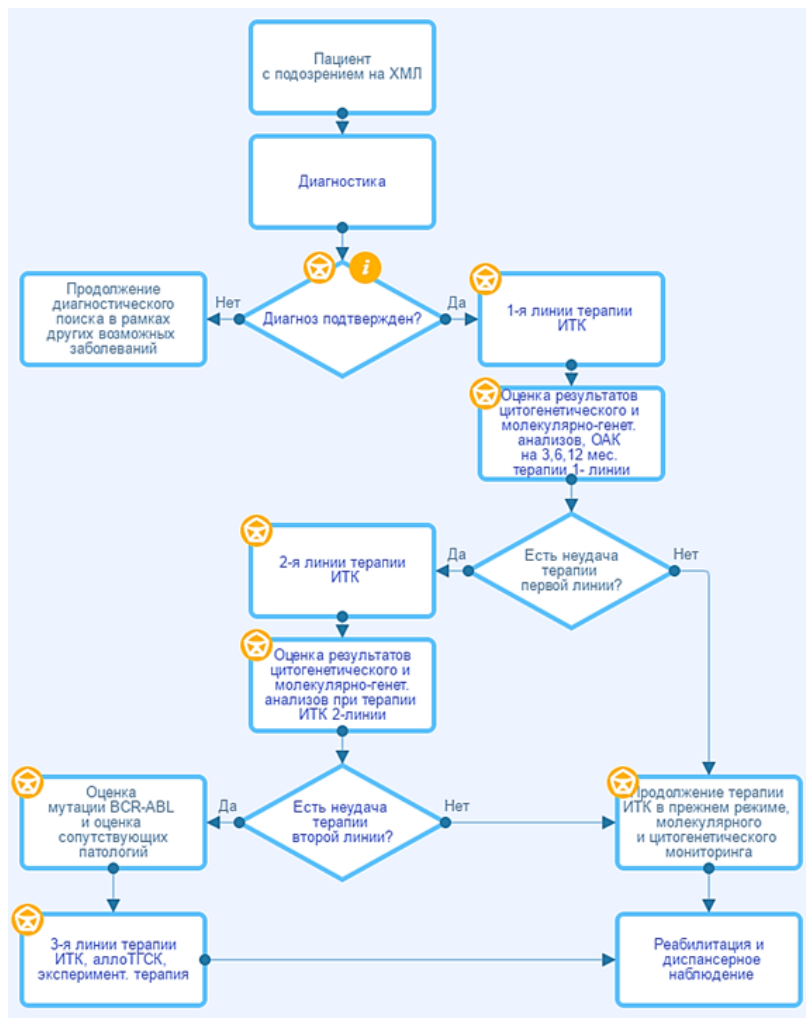 Пациент
с подозрением на ХМЛ
Диагностика
Диагноз подтвержден?
Нет
Да
Продолжение
диагностического
поиска в рамках
других возможных
заболеваний
1-я линии терапии
ИТК
Оценка результатов
цитогенетического и
молекулярно-генет.
анализов, ОАК
на 3,6,12 мес.
терапии 1- линии
Есть неудача
терапии
первой линии?
Да
Нет
2-я линии терапии
ИТК
Оценка результатов
цитогенетического и
молекулярно-генет.
анализов при терапии
ИТК 2-линии
Есть неудача
терапии
второй линии?
Да
Нет
Оценка
мутации BCR-ABL
и оценка
сопутствующих
патологий
Продолжение терапии
ИТК в прежнем режиме,
молекулярного
и цитогенетического
мониторинга
3-я линии терапии
ИТК, аллоТГСК,
эксперимент. терапия
Реабилитация и
диспансерное
наблюдение